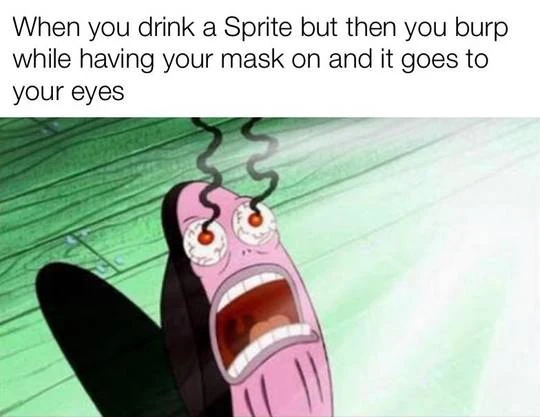 When you drink a Sprite but then you burp
while having your mask on and it goes to
your eyes